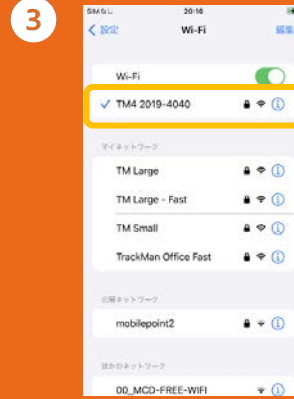 3
SIMなし 20:16
設定 Wi-Fi 編集
Wi-Fi
TM4 2019-4040
マイネットワーク
TM Large
TM Large - Fast
TM Small
TrackMan Office Fast
公開ネットワーク
mobilepoint2
ほかのネットワーク
00_MCD-FREE-WIFI